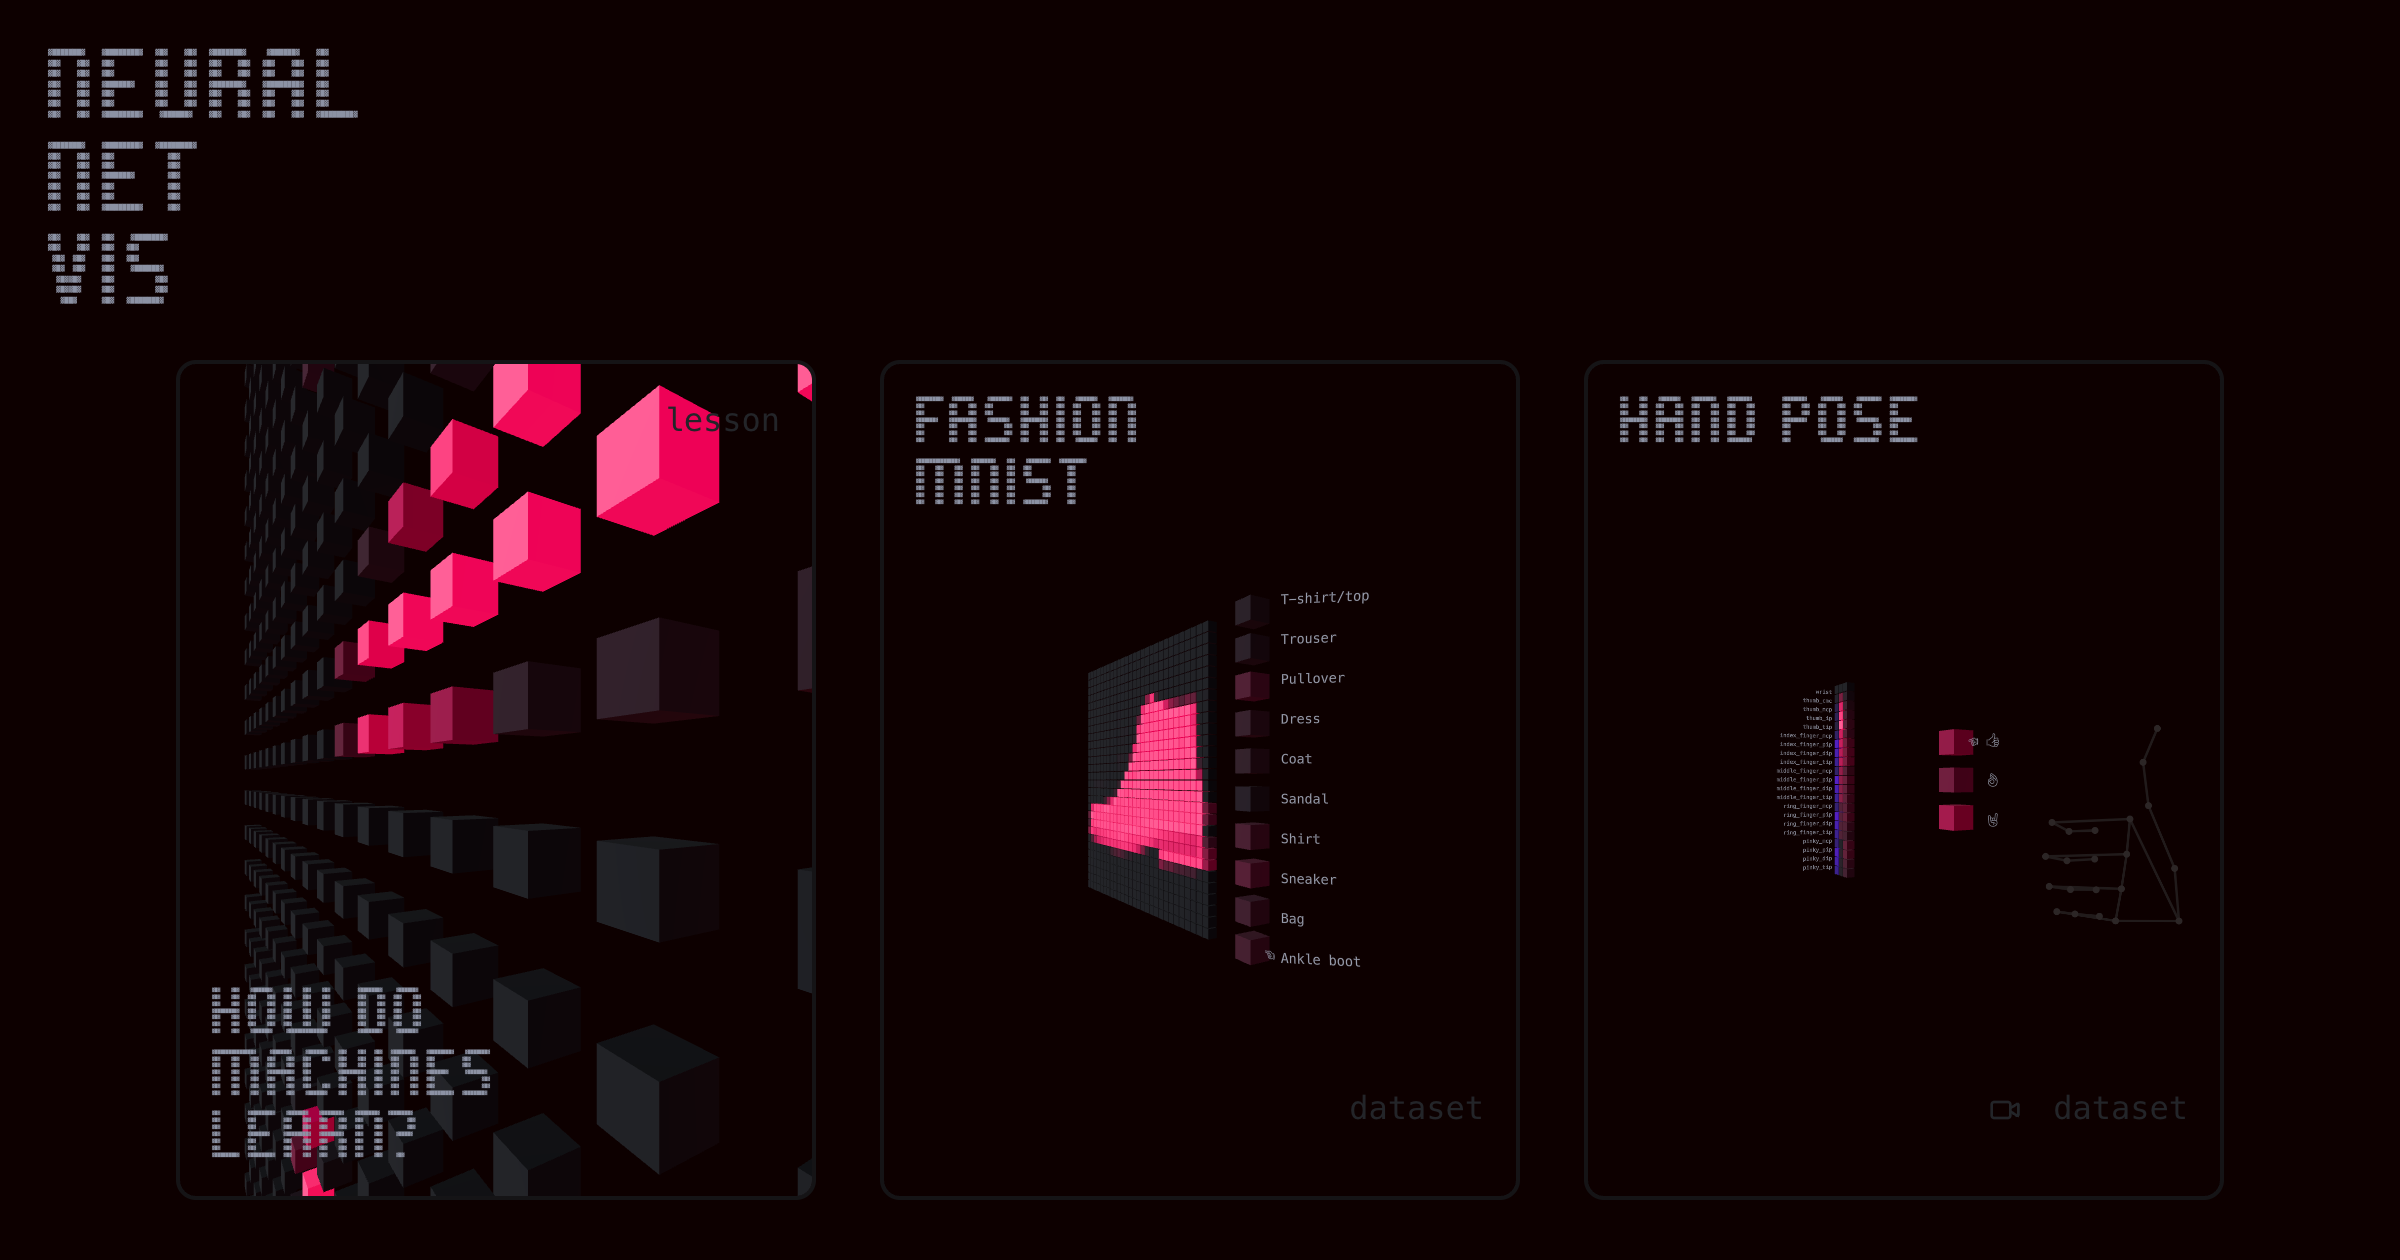 NEURAL
NET
VIS
lesson
HOW DO
MACHINES
LEARN?
FASHION
MNIST
T-shirt/top
Trouser
Pullover
Dress
Coat
Sandal
Shirt
Sneaker
Bag
Ankle boot
dataset
HAND POSE
wrist
thumb_cmc
thumb_mcp
thumb_ip
thumb_tip
index_finger_mcp
index_finger_pip
index_finger_dip
index_finger_tip
middle_finger_mcp
middle_finger_pip
middle_finger_dip
middle_finger_tip
ring_finger_mcp
ring_finger_pip
ring_finger_dip
ring_finger_tip
pinky_mcp
pinky_pip
pinky_dip
pinky_tip
dataset